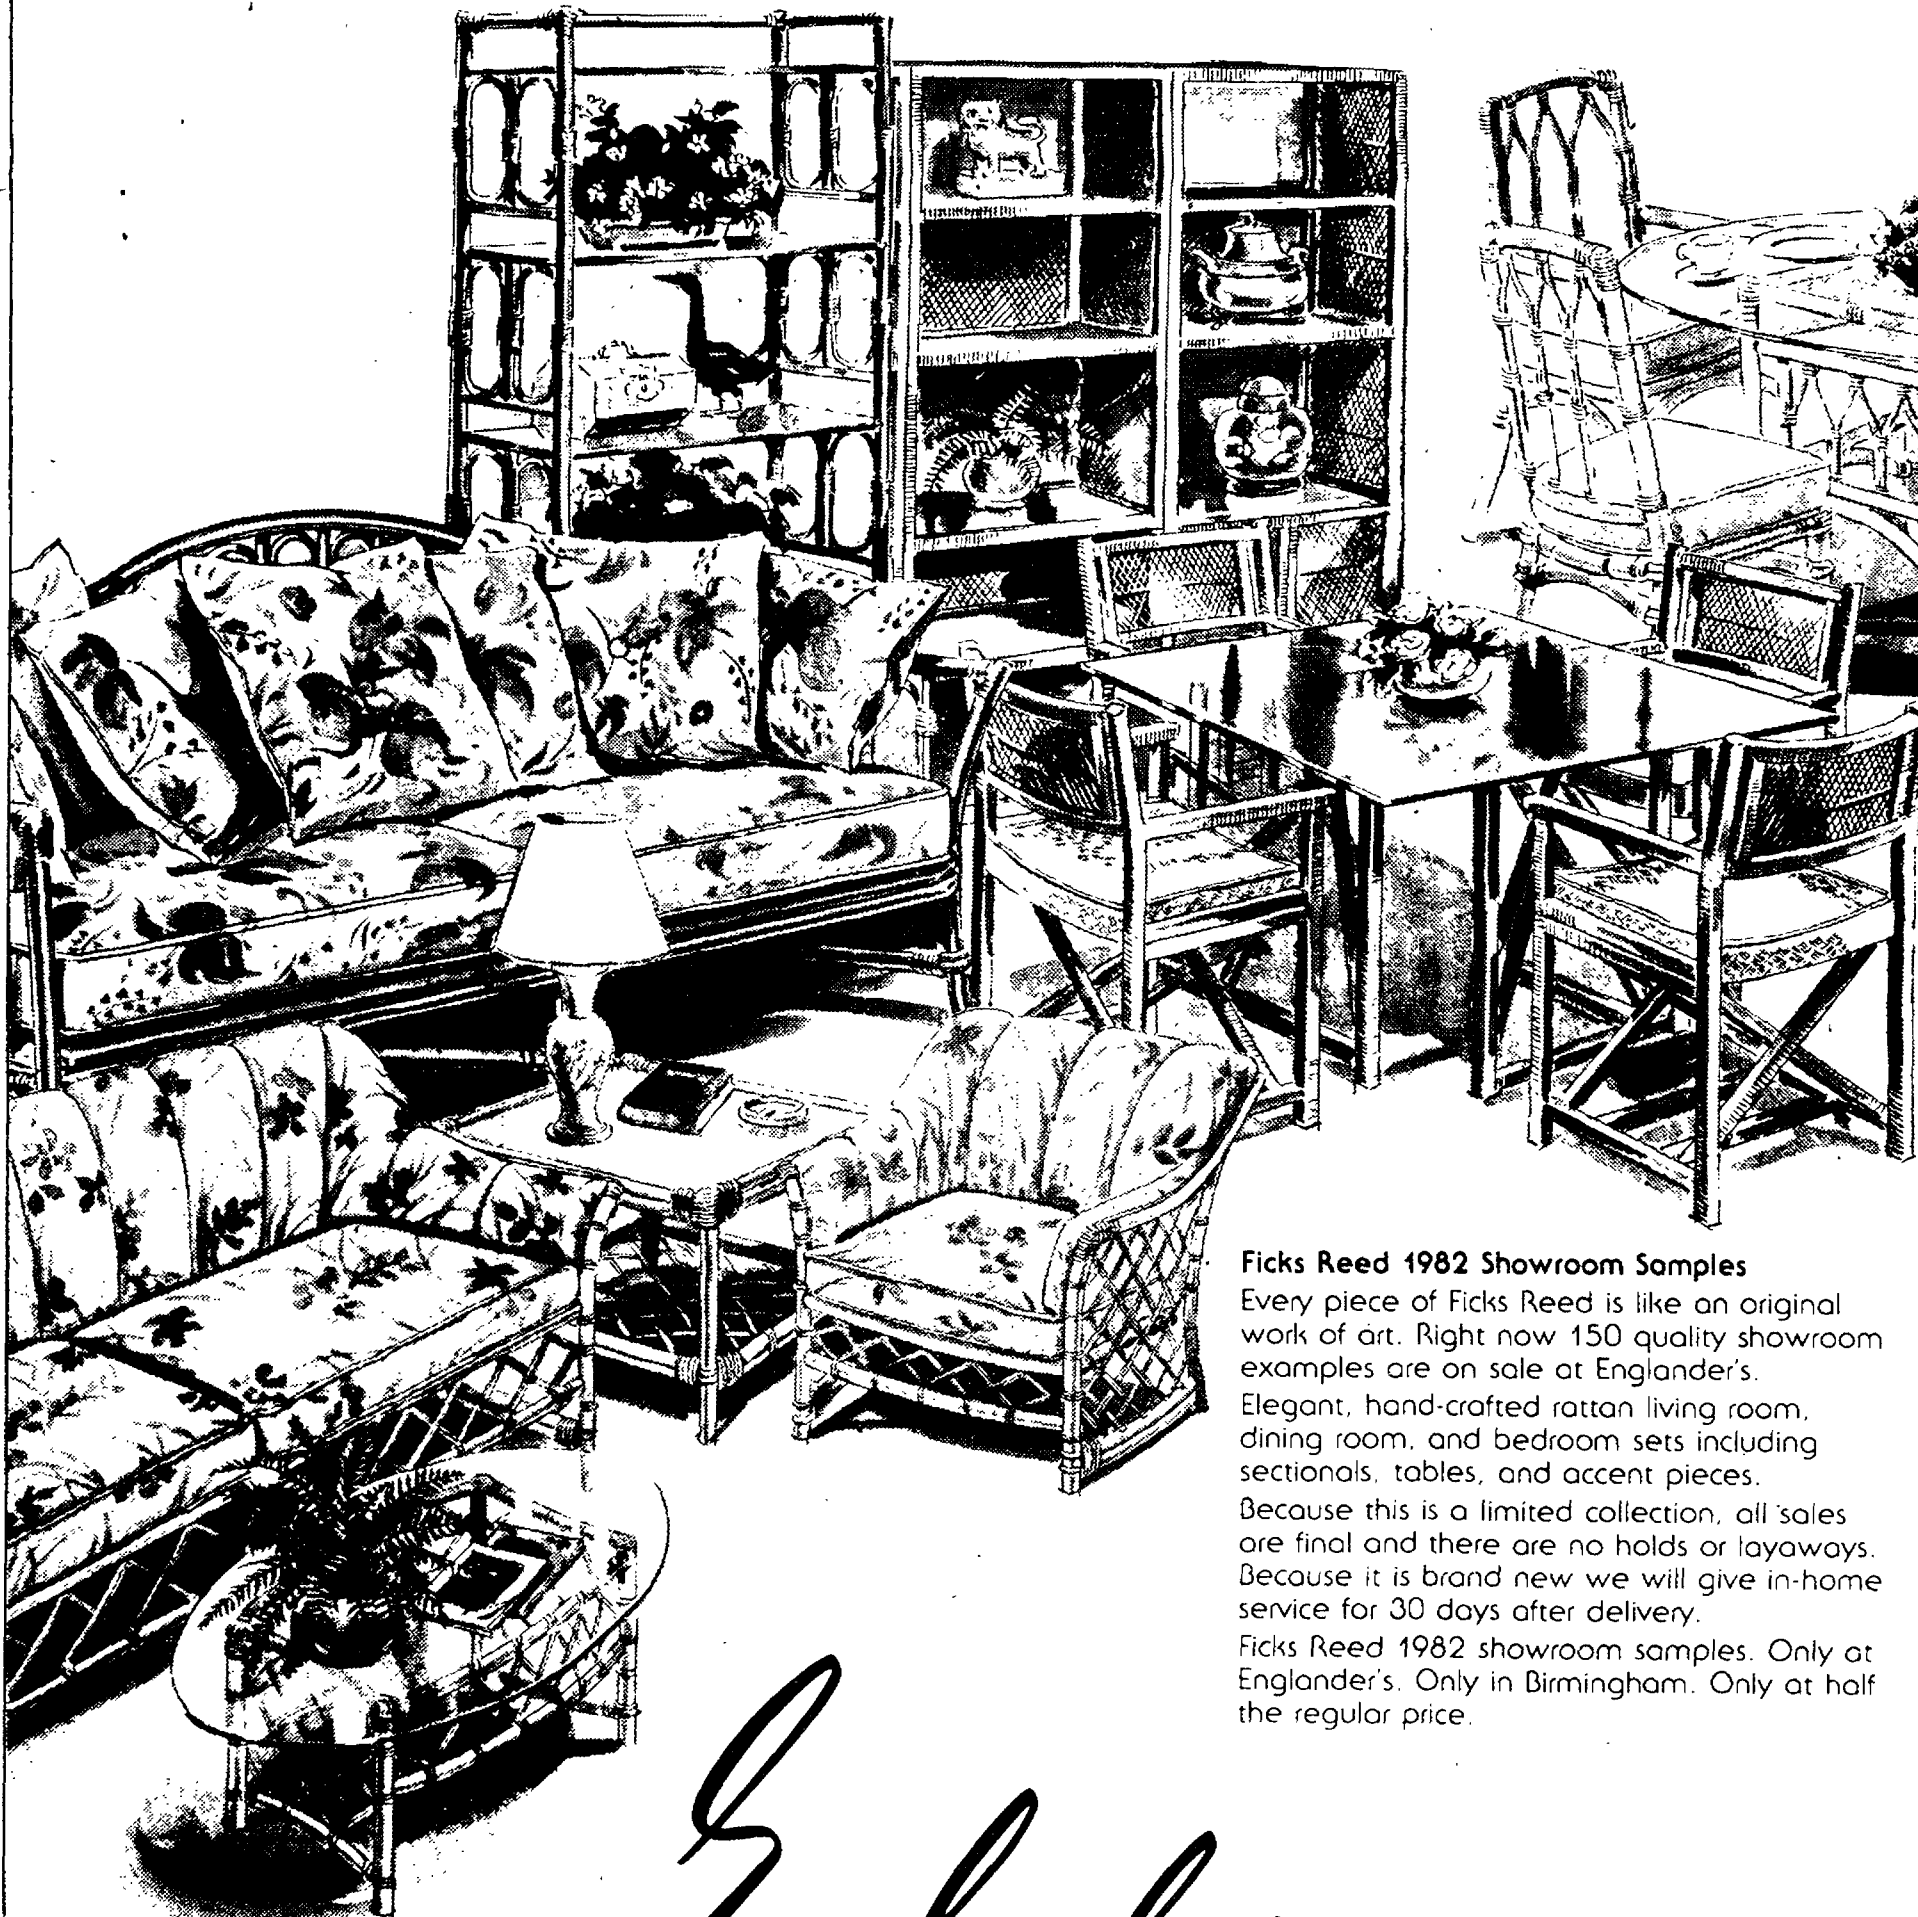 Ficks Reed 1982 Showroom Samples
Every piece of Ficks Reed is like an original
work of art. Right now 150 quality showroom
examples are on sale at Englander's.
Elegant, hand-crafted rattan living room,
dining room, and bedroom sets including
sectionals, tables, and accent pieces.
Because this is a limited collection, all sales
are final and there are no holds or layaways.
Because it is brand new we will give in-home
service for 30 days after delivery.
Ficks Reed 1982 showroom samples. Only at
Englander's. Only in Birmingham. Only at half
the regular price.